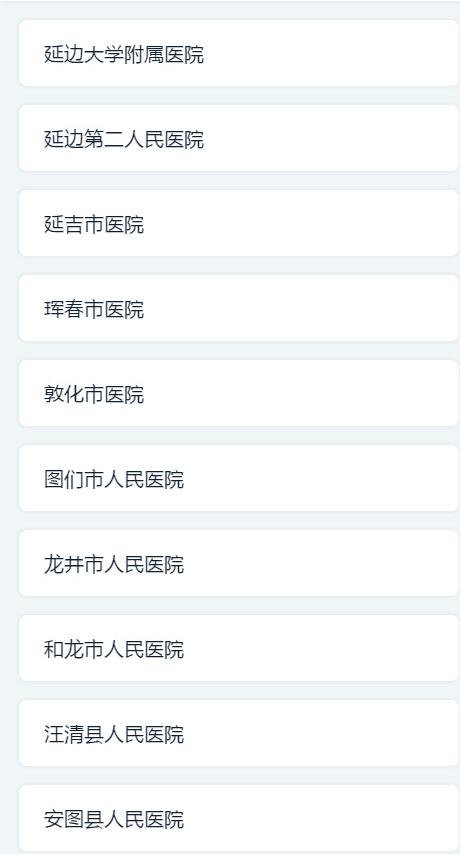 延边大学附属医院
延边第二人民医院
延吉市医院
珲春市医院
敦化市医院
图们市人民医院
龙井市人民医院
和龙市人民医院
汪清县人民医院
安图县人民医院